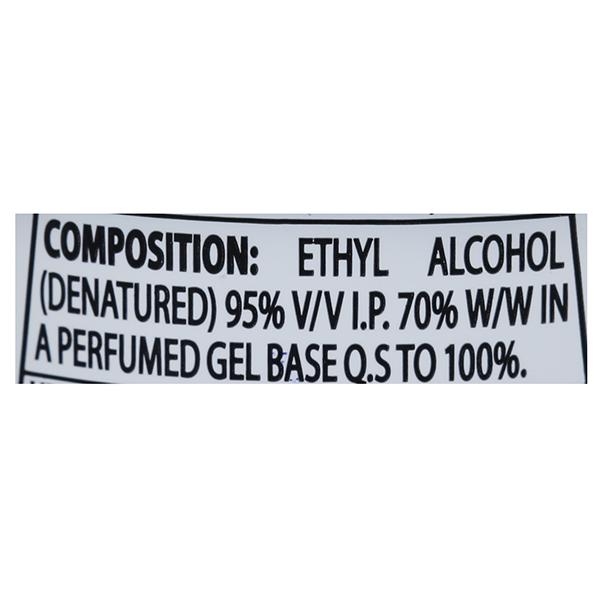 COMPOSITION: ETHYL ALCOHOL
(DENATURED) 95% V/V I.P. 70% W/W IN
A PERFUMED GEL BASE Q.S TO 100%.